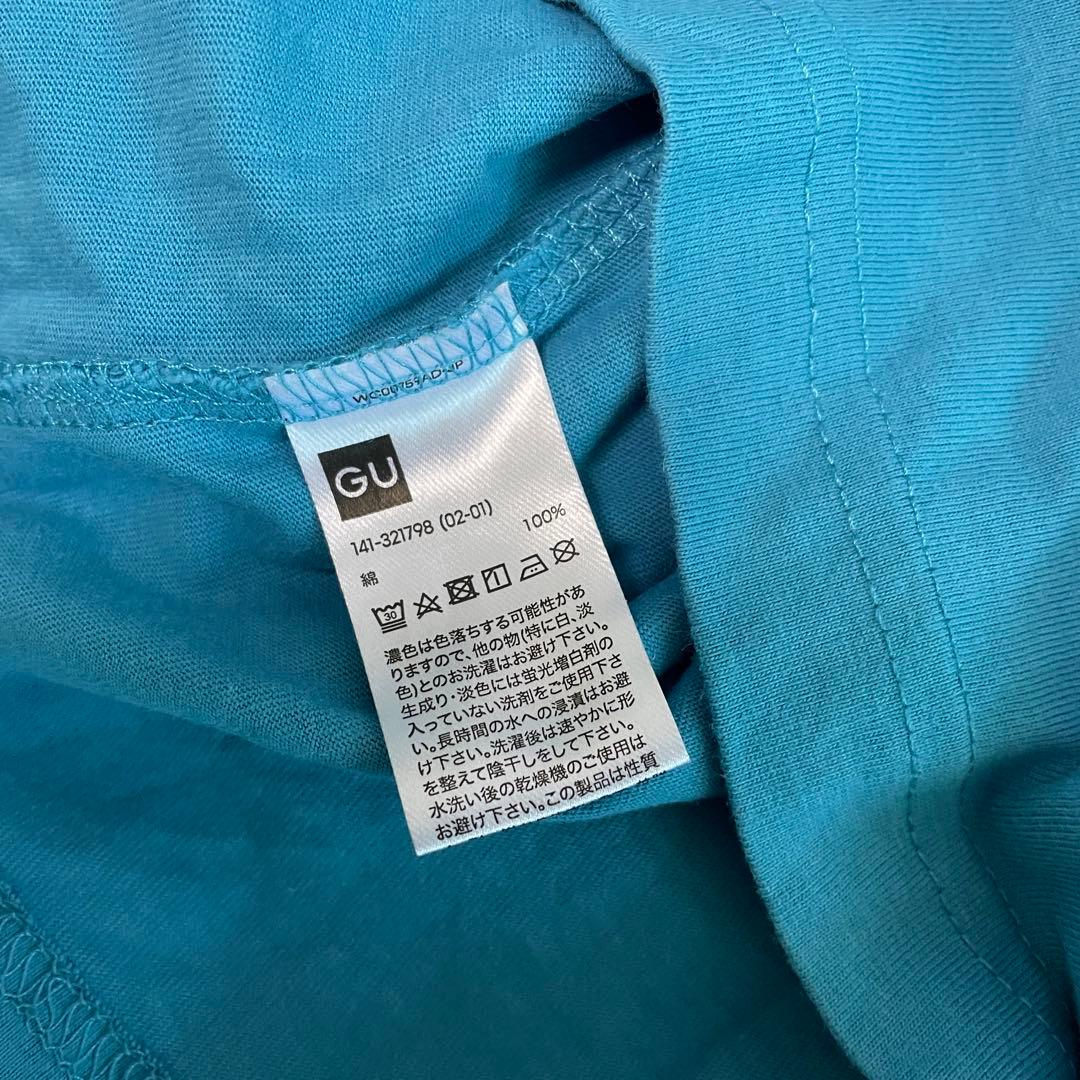 GU
141-321798 (02-01)
綿 100%
30
濃色は色落ちする可能性があ
りますので、他の物(特に白、淡
色)とのお洗濯はお避け下さい。
生成り・淡色には蛍光増白剤の
入っていない洗剤をご使用下さ
い。長時間の水への浸漬はお避
け下さい。洗濯後は速やかに形
を整えて陰干しをして下さい。
水洗い後の乾燥機のご使用は
お避け下さい。この製品は性質